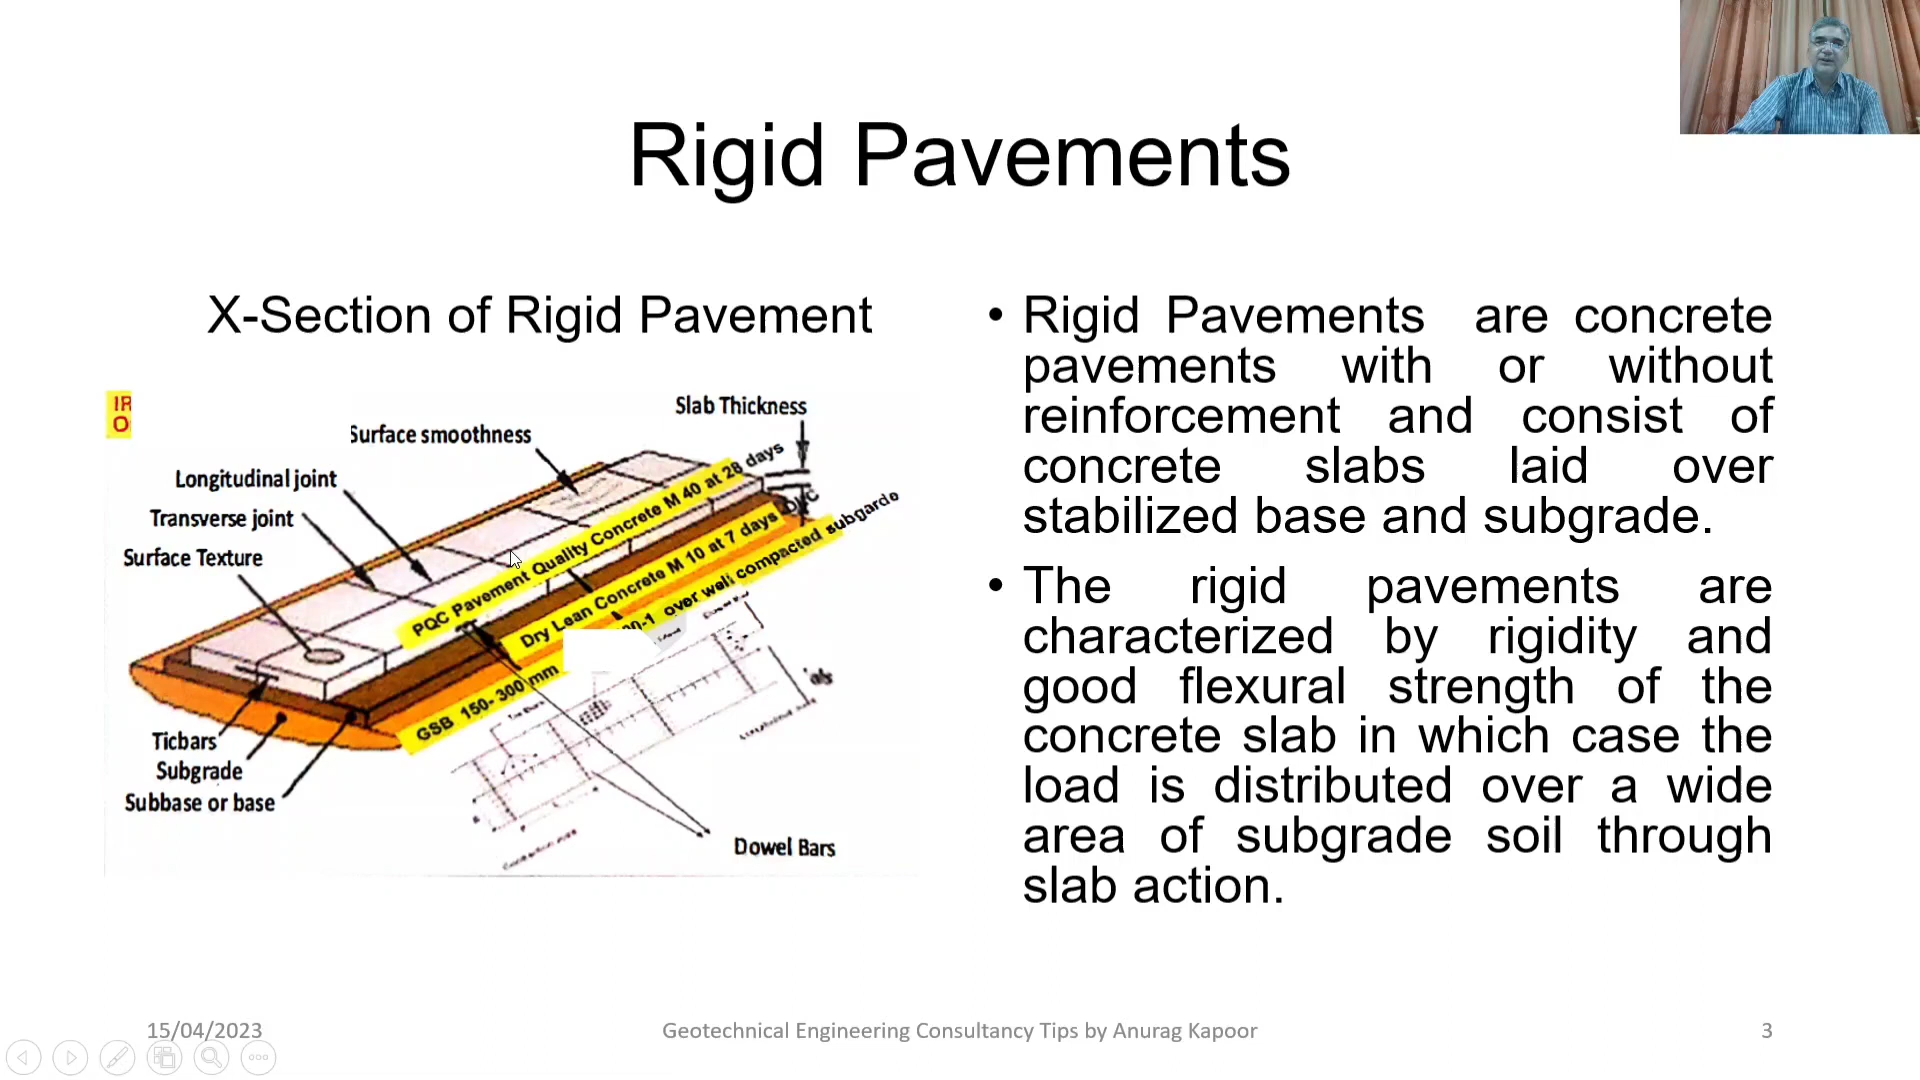 Rigid Pavements
X-Section of Rigid Pavement
IR
O
Slab Thickness
Surface smoothness
Longitudinal joint
Transverse joint
Surface Texture
PQC Pavement Quality Concrete M 40 at 28 days
Dry Lean Concrete M 10 at 7 days
GSB 150- 300 mm
over well compacted subgarde
Ticbars
Subgrade
Subbase or base
Dowel Bars
• Rigid Pavements are concrete
pavements with or without
reinforcement and consist of
concrete slabs laid over
stabilized base and subgrade.
• The rigid pavements are
characterized by rigidity and
good flexural strength of the
concrete slab in which case the
load is distributed over a wide
area of subgrade soil through
slab action.
15/04/2023
Geotechnical Engineering Consultancy Tips by Anurag Kapoor
3